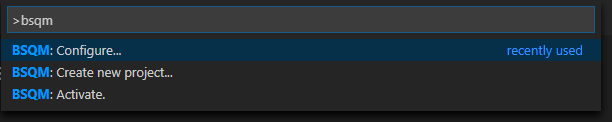 >bsqm
BSQM: Configure... recently used
BSQM: Create new project...
BSQM: Activate.